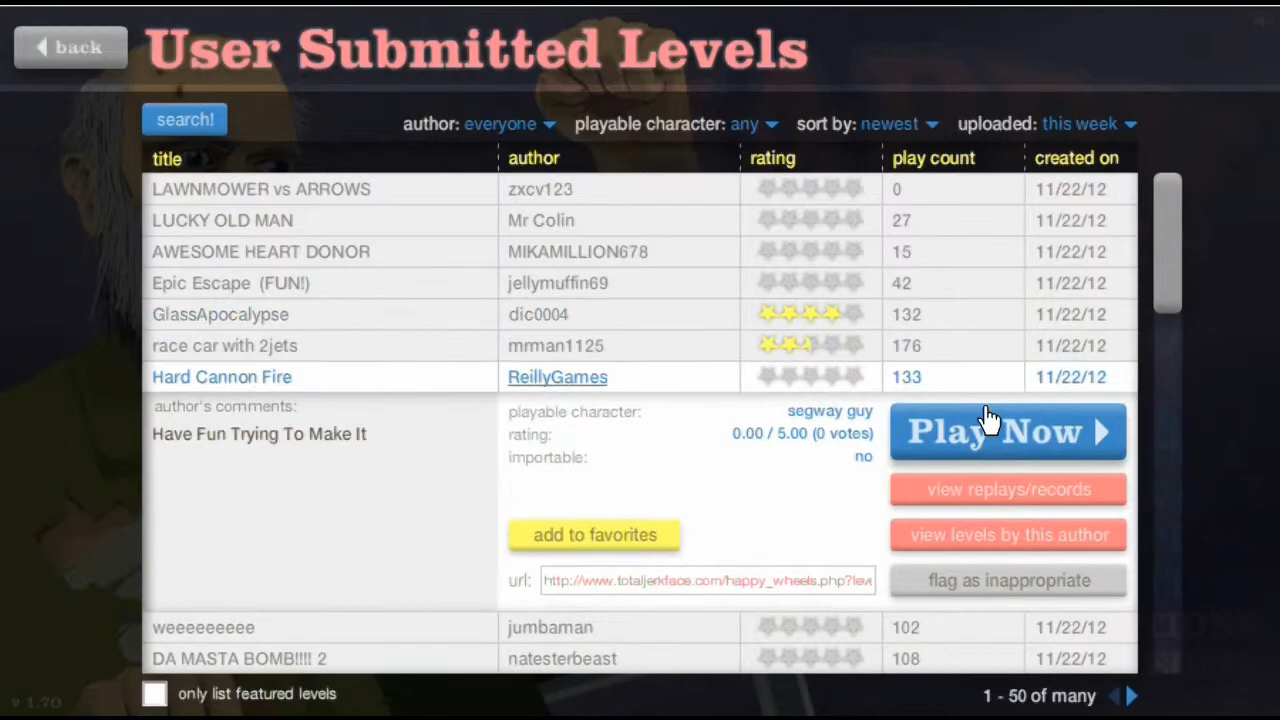 back
User Submitted Levels
search!
author: everyone
playable character: any
sort by: newest
uploaded: this week
title author rating play count created on
LAWNMOWER vs ARROWS zxcv123 0 11/22/12
LUCKY OLD MAN Mr Colin 27 11/22/12
AWESOME HEART DONOR MIKAMILLION678 15 11/22/12
Epic Escape (FUN!) jellymuffin69 42 11/22/12
GlassApocalypse dic0004 132 11/22/12
race car with 2jets mrman1125 176 11/22/12
Hard Cannon Fire ReillyGames 133 11/22/12
author's comments:
Have Fun Trying To Make It
playable character: segway guy
rating: 0.00 / 5.00 (0 votes)
importable: no
add to favorites
url: http://www.totaljerkface.com/happy_wheels.php?lev
Play Now
view replays/records
view levels by this author
flag as inappropriate
weeeeeeeee jumbaman 102 11/22/12
DA MASTA BOMB!!!! 2 natesterbeast 108 11/22/12
only list featured levels
1 - 50 of many
v 1.70